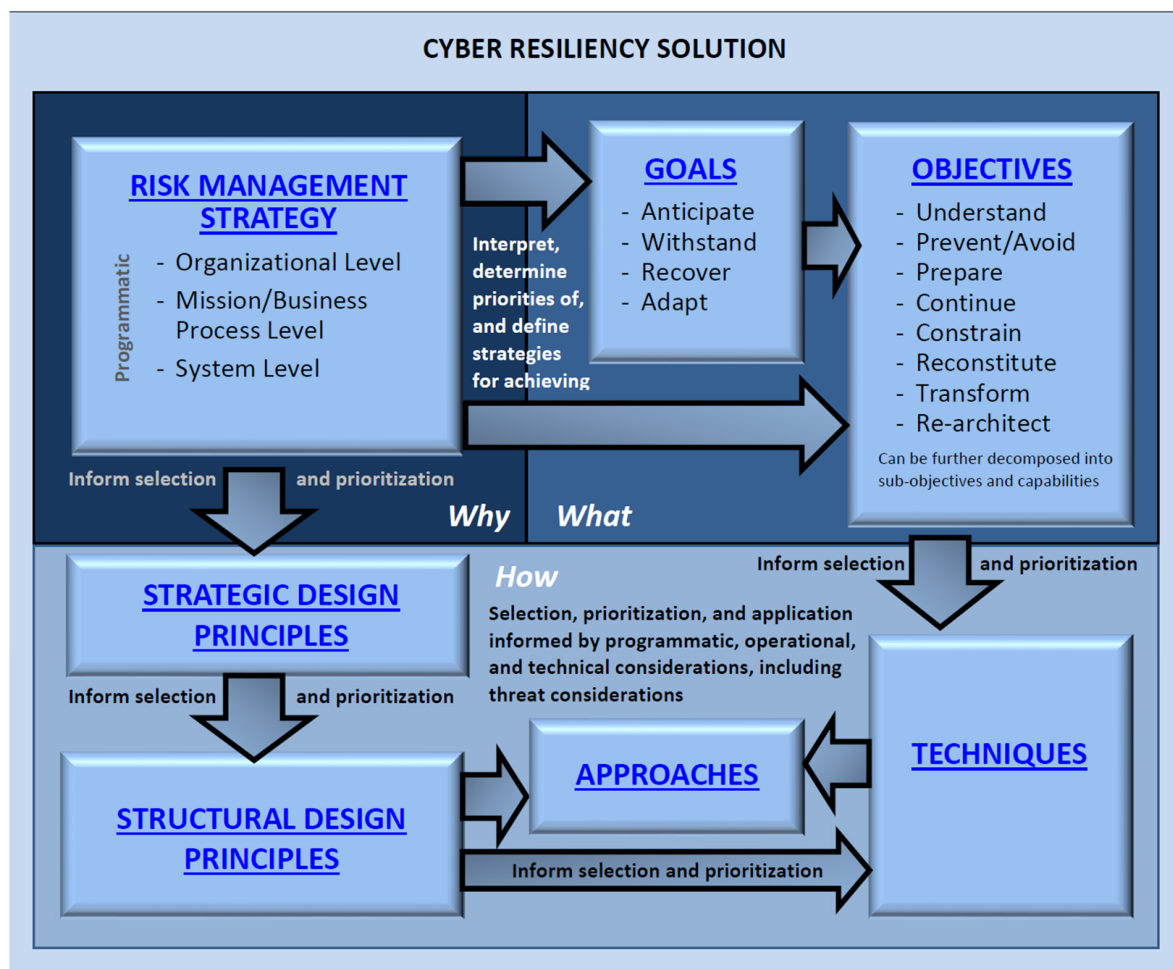 CYBER RESILIENCY SOLUTION
RISK MANAGEMENT
STRATEGY
Programmatic
- Organizational Level
- Mission/Business
Process Level
- System Level
Interpret,
determine
priorities of,
and define
strategies
for achieving
GOALS
- Anticipate
- Withstand
- Recover
- Adapt
OBJECTIVES
- Understand
- Prevent/Avoid
- Prepare
- Continue
- Constrain
- Reconstitute
- Transform
- Re-architect
Can be further decomposed into
sub-objectives and capabilities
Inform selection and prioritization
Why
What
How
Inform selection and prioritization
STRATEGIC DESIGN
PRINCIPLES
Selection, prioritization, and application
informed by programmatic, operational,
and technical considerations, including
threat considerations
Inform selection and prioritization
STRUCTURAL DESIGN
PRINCIPLES
APPROACHES
TECHNIQUES
Inform selection and prioritization